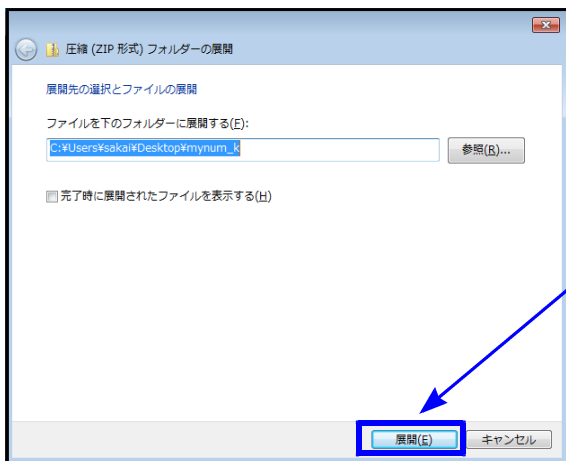 圧縮 (ZIP 形式) フォルダーの展開
展開先の選択とファイルの展開
ファイルを下のフォルダーに展開する(F):
C:¥Users¥sakai¥Desktop¥mynum_k
参照(R)...
完了時に展開されたファイルを表示する(H)
展開(E)
キャンセル